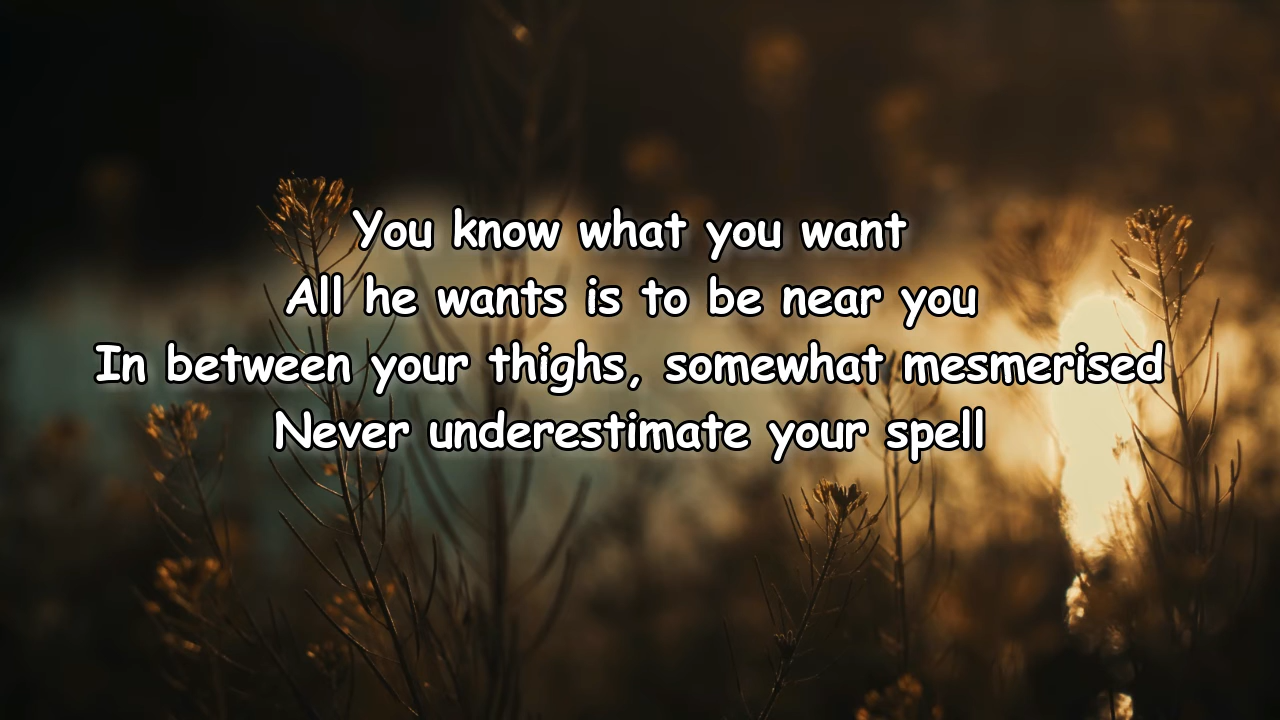 You know what you want
All he wants is to be near you
In between your thighs, somewhat mesmerised
Never underestimate your spell